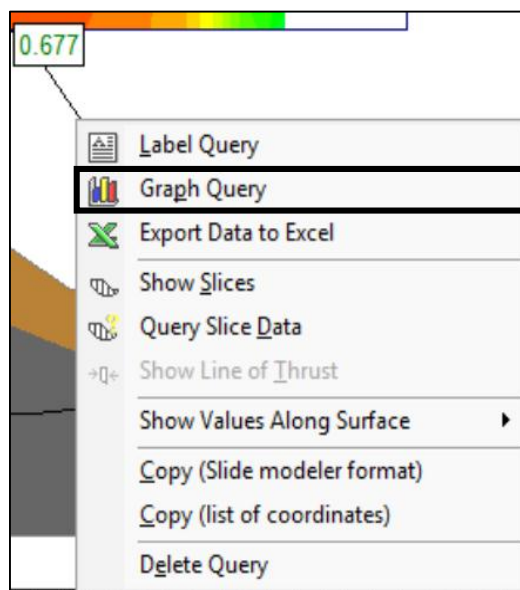 0.677
Label Query
Graph Query
Export Data to Excel
Show Slices
Query Slice Data
Show Line of Thrust
Show Values Along Surface
Copy (Slide modeler format)
Copy (list of coordinates)
Delete Query